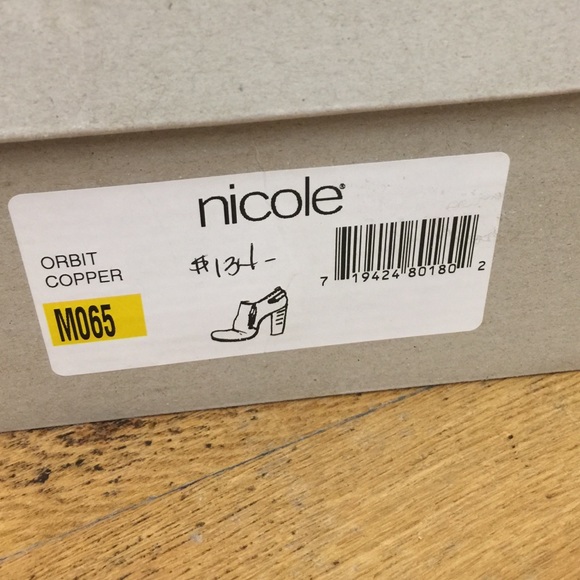 nicole®
ORBIT
COPPER
$134-
M065
7 19424 80180 2